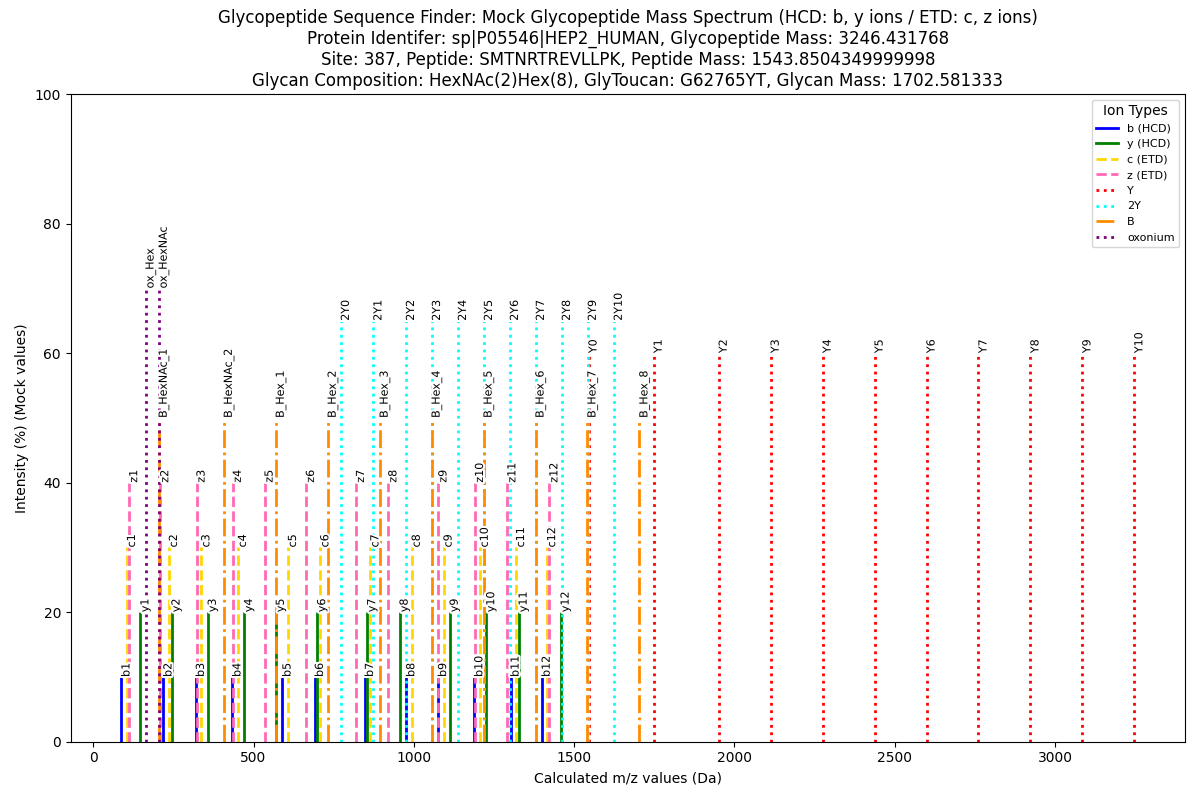 Glycopeptide Sequence Finder: Mock Glycopeptide Mass Spectrum (HCD: b, y ions / ETD: c, z ions)
Protein Identifer: sp|P05546|HEP2_HUMAN, Glycopeptide Mass: 3246.431768
Site: 387, Peptide: SMTNRTREVLLPK, Peptide Mass: 1543.8504349999998
Glycan Composition: HexNAc(2)Hex(8), GlyToucan: G62765YT, Glycan Mass: 1702.581333
Intensity (%) (Mock values)
100
80
60
40
20
0
Ion Types
b (HCD)
y (HCD)
c (ETD)
z (ETD)
Y
2Y
B
oxonium
ox_Hex
ox_HexNAc
2Y0
2Y1
2Y2
2Y3
2Y4
2Y5
2Y6
2Y7
2Y8
2Y9
2Y10
Y0
Y1
Y2
Y3
Y4
Y5
Y6
Y7
Y8
Y9
Y10
B_HexNAc_1
B_HexNAc_2
B_Hex_1
B_Hex_2
B_Hex_3
B_Hex_4
B_Hex_5
B_Hex_6
B_Hex_7
B_Hex_8
z1
z2
z3
z4
z5
z6
z7
z8
z9
z10
z11
z12
c1
c2
c3
c4
c5
c6
c7
c8
c9
c10
c11
c12
y1
y2
y3
y4
y5
y6
y7
y8
y9
y10
y11
y12
b1
b2
b3
b4
b5
b6
b7
b8
b9
b10
b11
b12
0
500
1000
1500
2000
2500
3000
Calculated m/z values (Da)